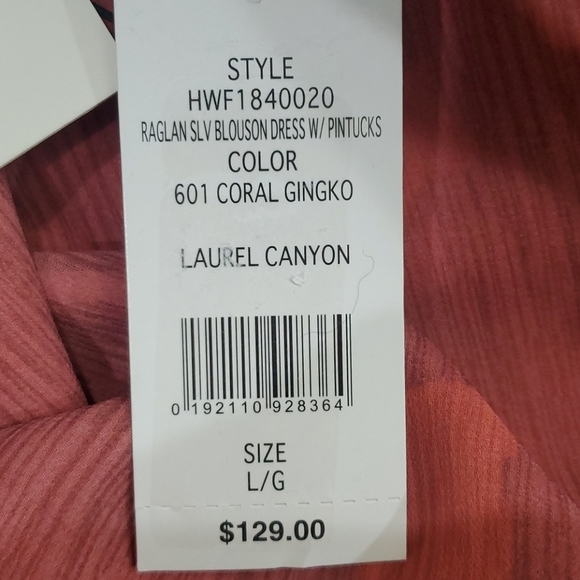 STYLE
HWF1840020
RAGLAN SLV BLOUSON DRESS W/ PINTUCKS
COLOR
601 CORAL GINGKO
LAUREL CANYON
0 192110 928364
SIZE
L/G
$129.00